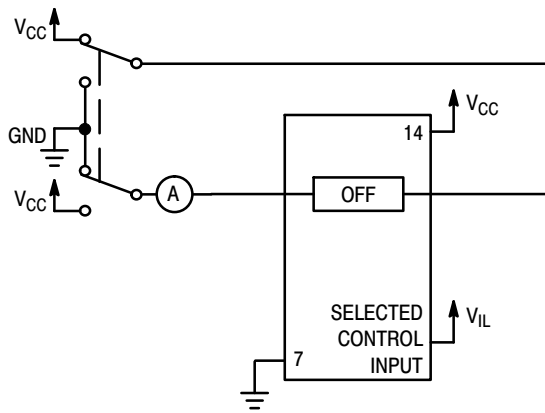 VCC
14
VCC
GND
A
OFF
VCC
SELECTED
CONTROL
INPUT
VIL
7